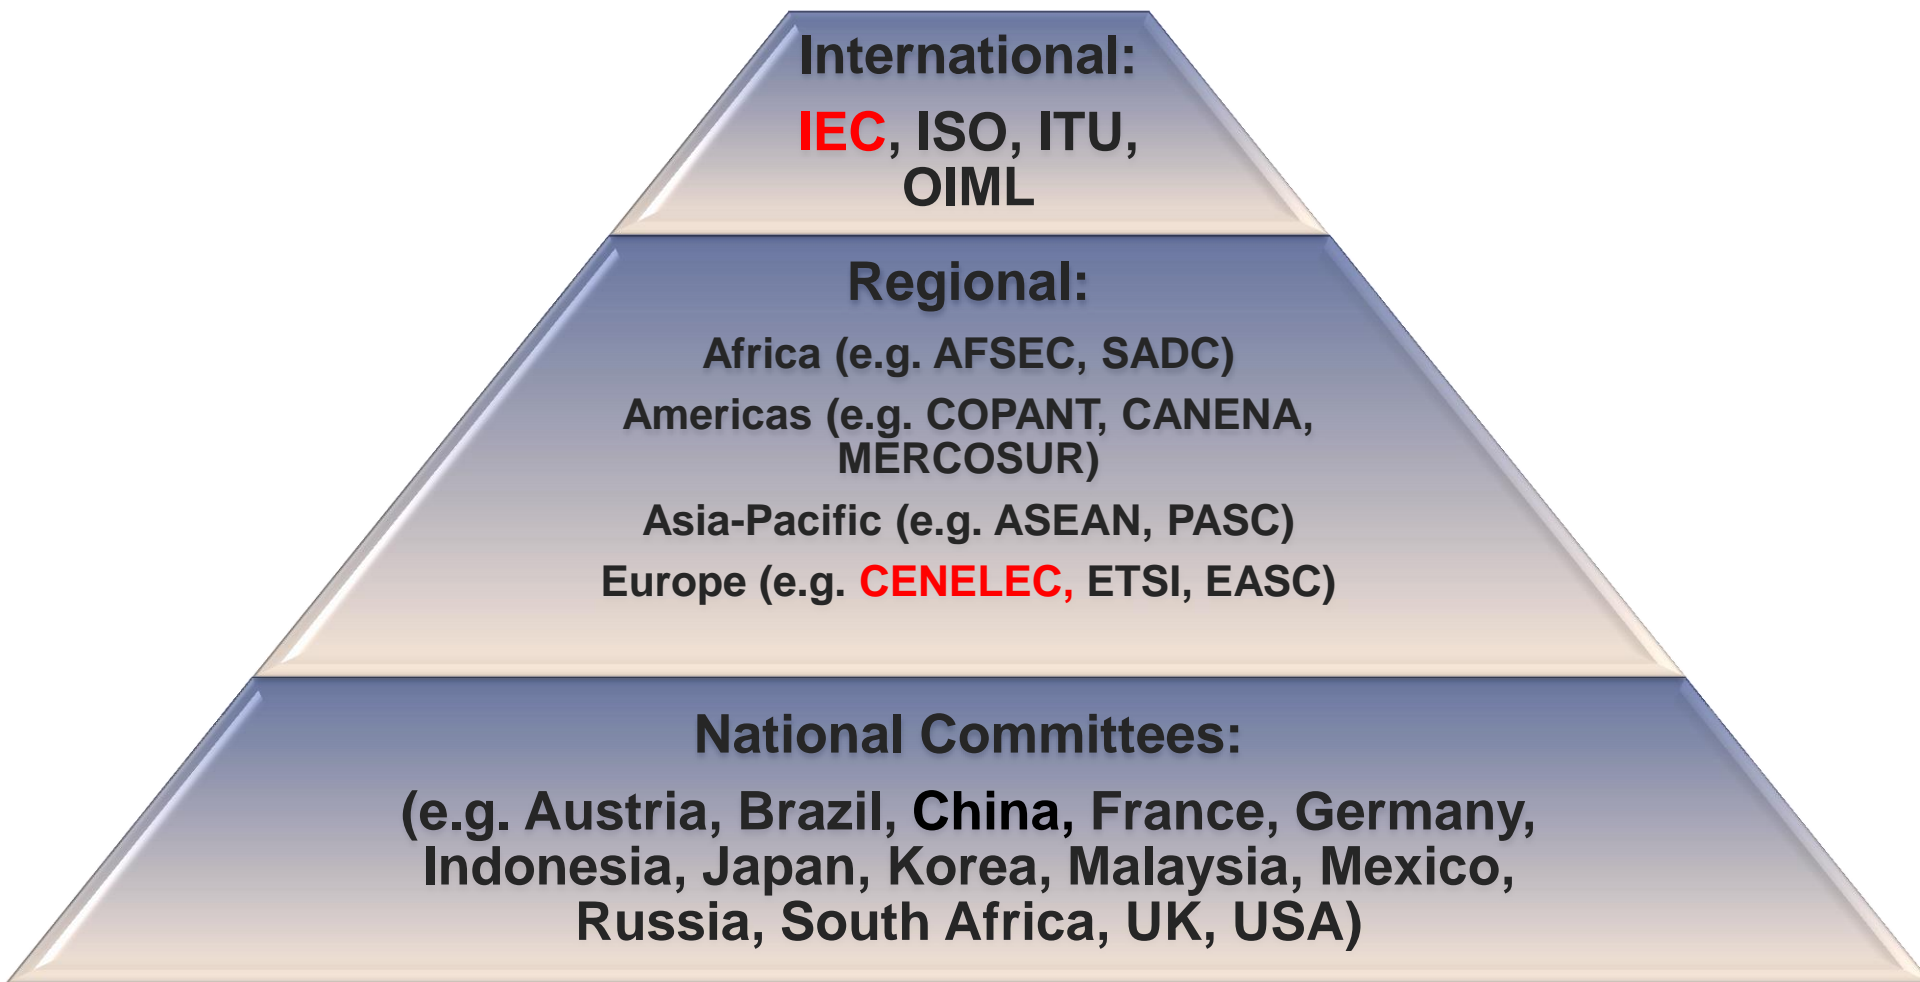 International:
IEC, ISO, ITU,
OIML
Regional:
Africa (e.g. AFSEC, SADC)
Americas (e.g. COPANT, CANENA,
MERCOSUR)
Asia-Pacific (e.g. ASEAN, PASC)
Europe (e.g. CENELEC, ETSI, EASC)
National Committees:
(e.g. Austria, Brazil, China, France, Germany,
Indonesia, Japan, Korea, Malaysia, Mexico,
Russia, South Africa, UK, USA)